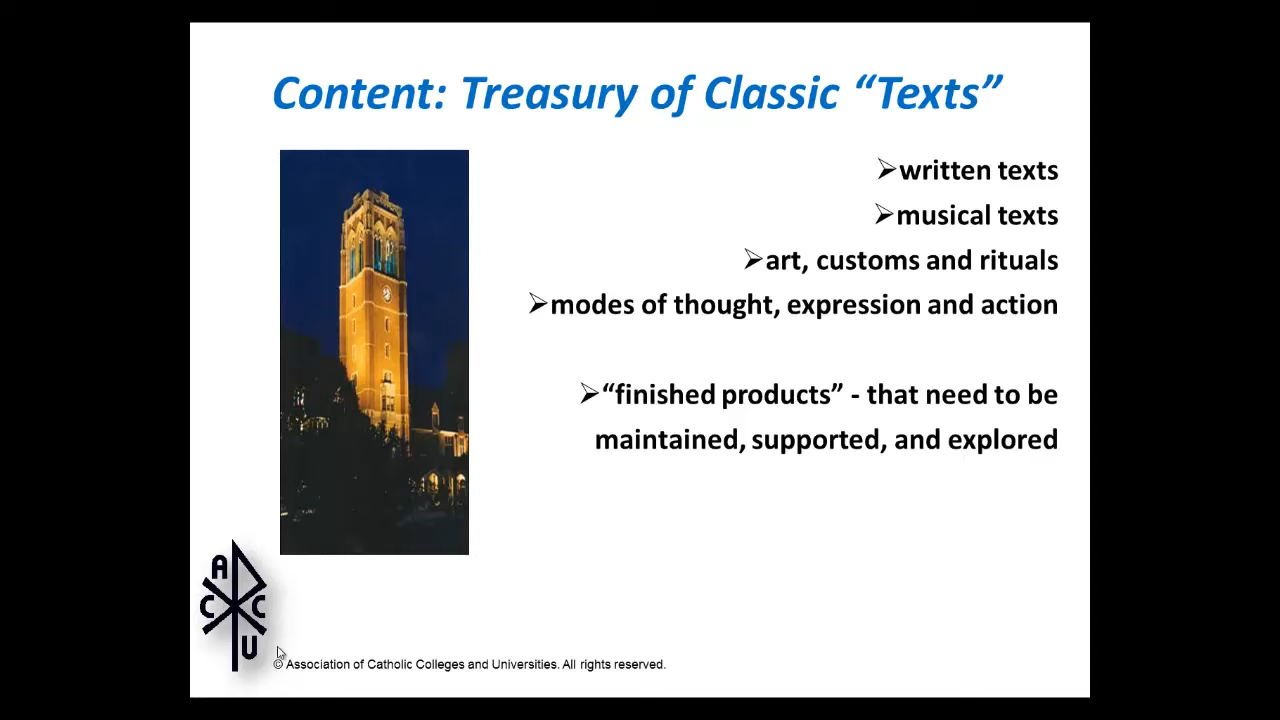 Content: Treasury of Classic “Texts”
➢written texts
➢musical texts
➢art, customs and rituals
➢modes of thought, expression and action
➢“finished products” - that need to be
maintained, supported, and explored
A
C C
U
© Association of Catholic Colleges and Universities. All rights reserved.